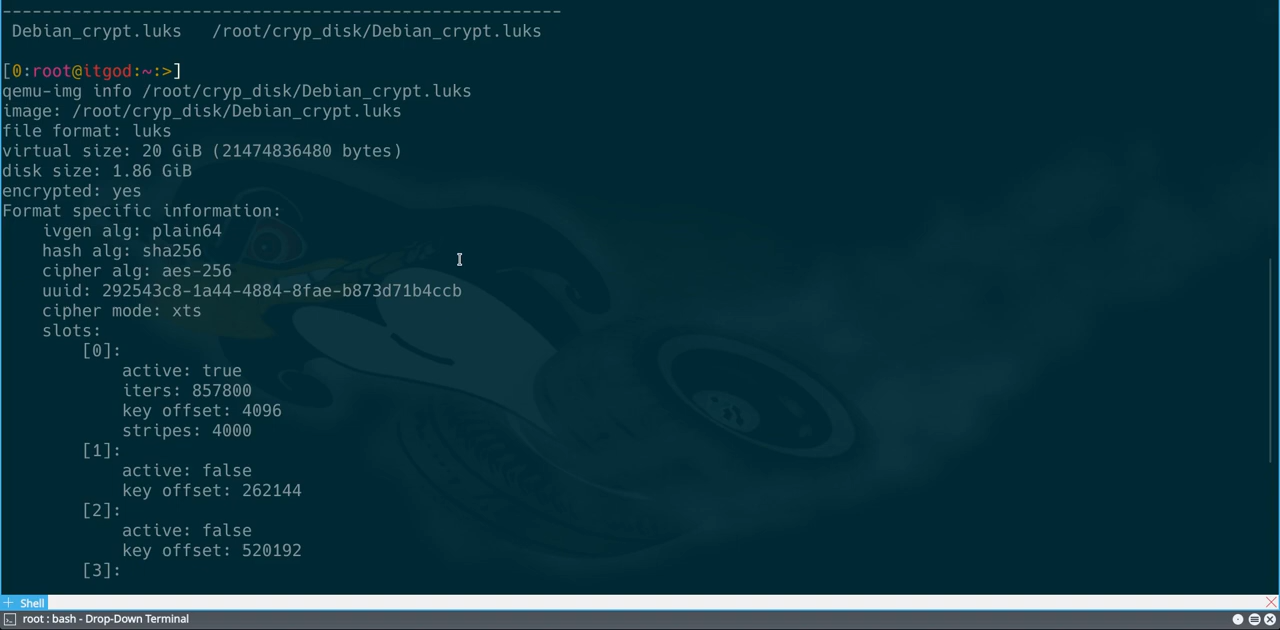 --------------------------------------------------------
Debian_crypt.luks   /root/cryp_disk/Debian_crypt.luks
[0:root@itgod:~:>]
qemu-img info /root/cryp_disk/Debian_crypt.luks
image: /root/cryp_disk/Debian_crypt.luks
file format: luks
virtual size: 20 GiB (21474836480 bytes)
disk size: 1.86 GiB
encrypted: yes
Format specific information:
    ivgen alg: plain64
    hash alg: sha256
    cipher alg: aes-256
    uuid: 292543c8-1a44-4884-8fae-b873d71b4ccb
    cipher mode: xts
    slots:
        [0]:
            active: true
            iters: 857800
            key offset: 4096
            stripes: 4000
        [1]:
            active: false
            key offset: 262144
        [2]:
            active: false
            key offset: 520192
        [3]:
Shell
root : bash - Drop-Down Terminal